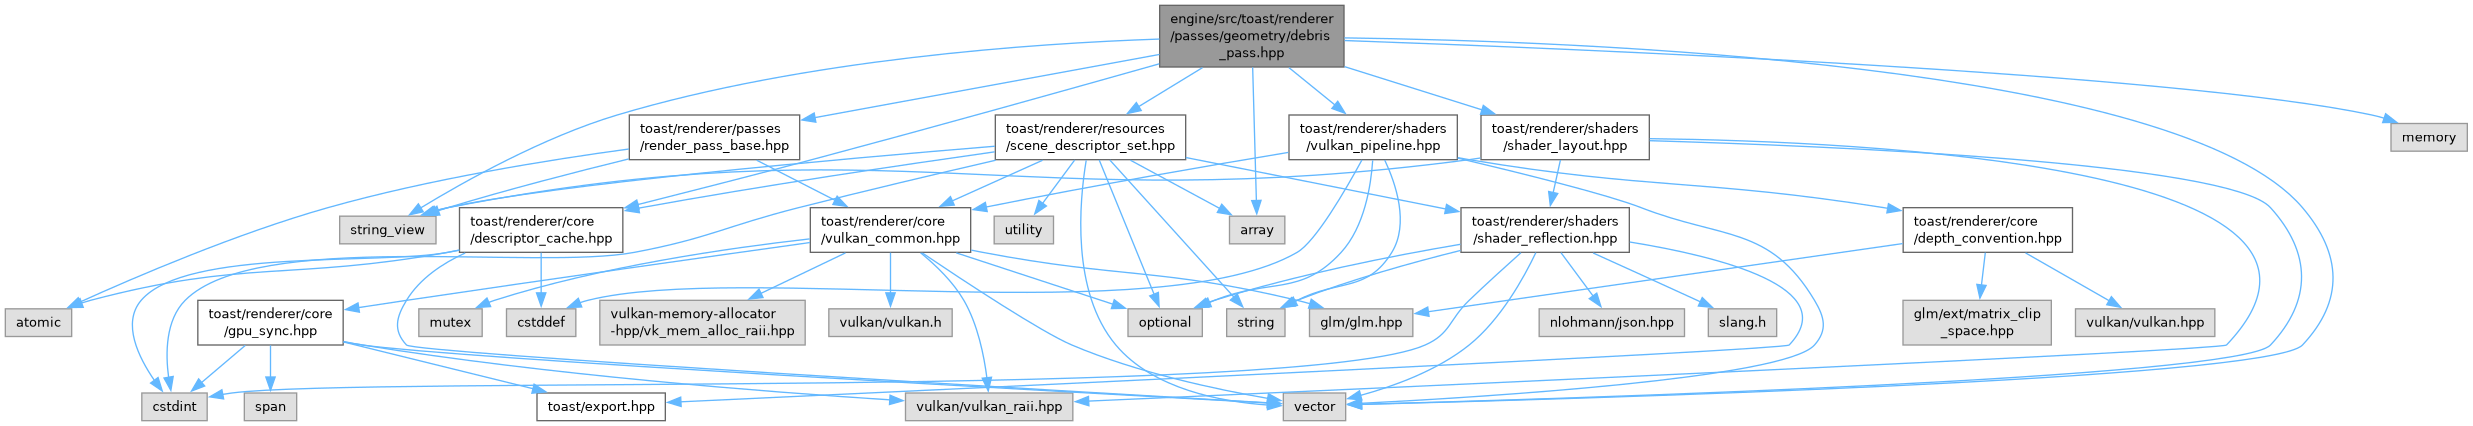 engine/src/toast/renderer
/passes/geometry/debris
_pass.hpp
toast/renderer/passes
/render_pass_base.hpp
toast/renderer/resources
/scene_descriptor_set.hpp
toast/renderer/shaders
/vulkan_pipeline.hpp
toast/renderer/shaders
/shader_layout.hpp
memory
string_view
toast/renderer/core
/descriptor_cache.hpp
toast/renderer/core
/vulkan_common.hpp
utility
array
toast/renderer/shaders
/shader_reflection.hpp
toast/renderer/core
/depth_convention.hpp
atomic
toast/renderer/core
/gpu_sync.hpp
mutex
cstddef
vulkan-memory-allocator
-hpp/vk_mem_alloc_raii.hpp
vulkan/vulkan.h
optional
string
glm/glm.hpp
nlohmann/json.hpp
slang.h
glm/ext/matrix_clip
_space.hpp
vulkan/vulkan.hpp
cstdint
span
toast/export.hpp
vulkan/vulkan_raii.hpp
vector